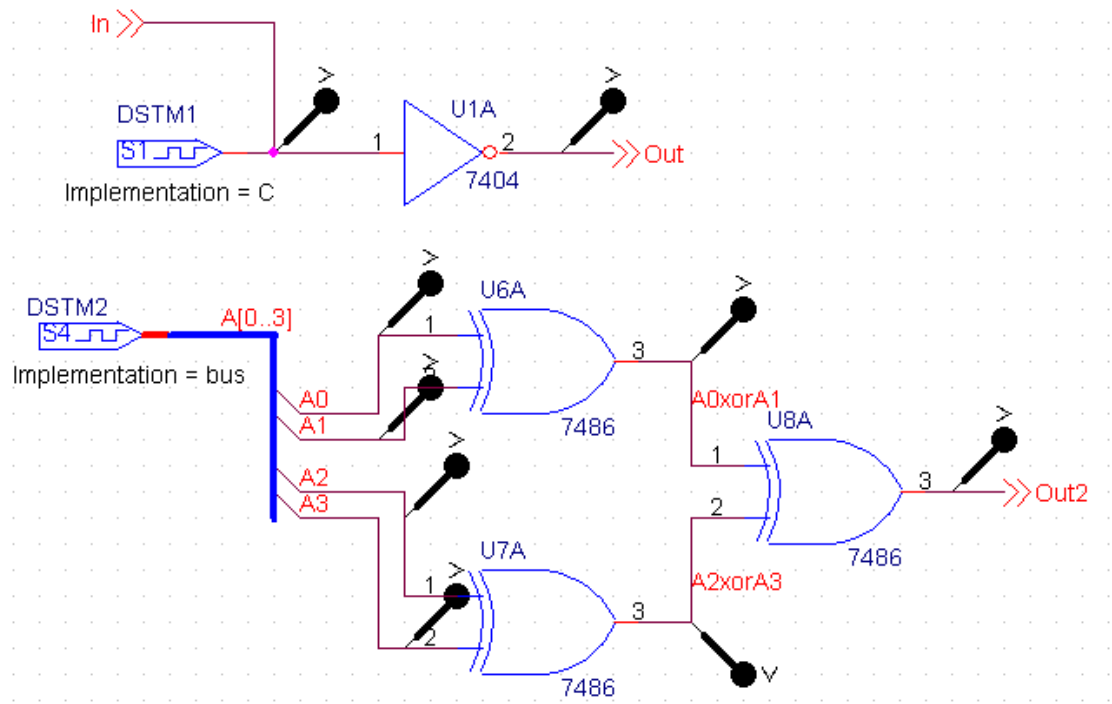 In
DSTM1
S1
Implementation = C
V
1
U1A
2
7404
V
Out
DSTM2
S4
Implementation = bus
A[0..3]
A0
A1
A2
A3
V
1
V
U6A
3
7486
V
A0xorA1
V
V
1
2
U7A
3
7486
A2xorA3
V
U8A
1
2
3
7486
V
Out2